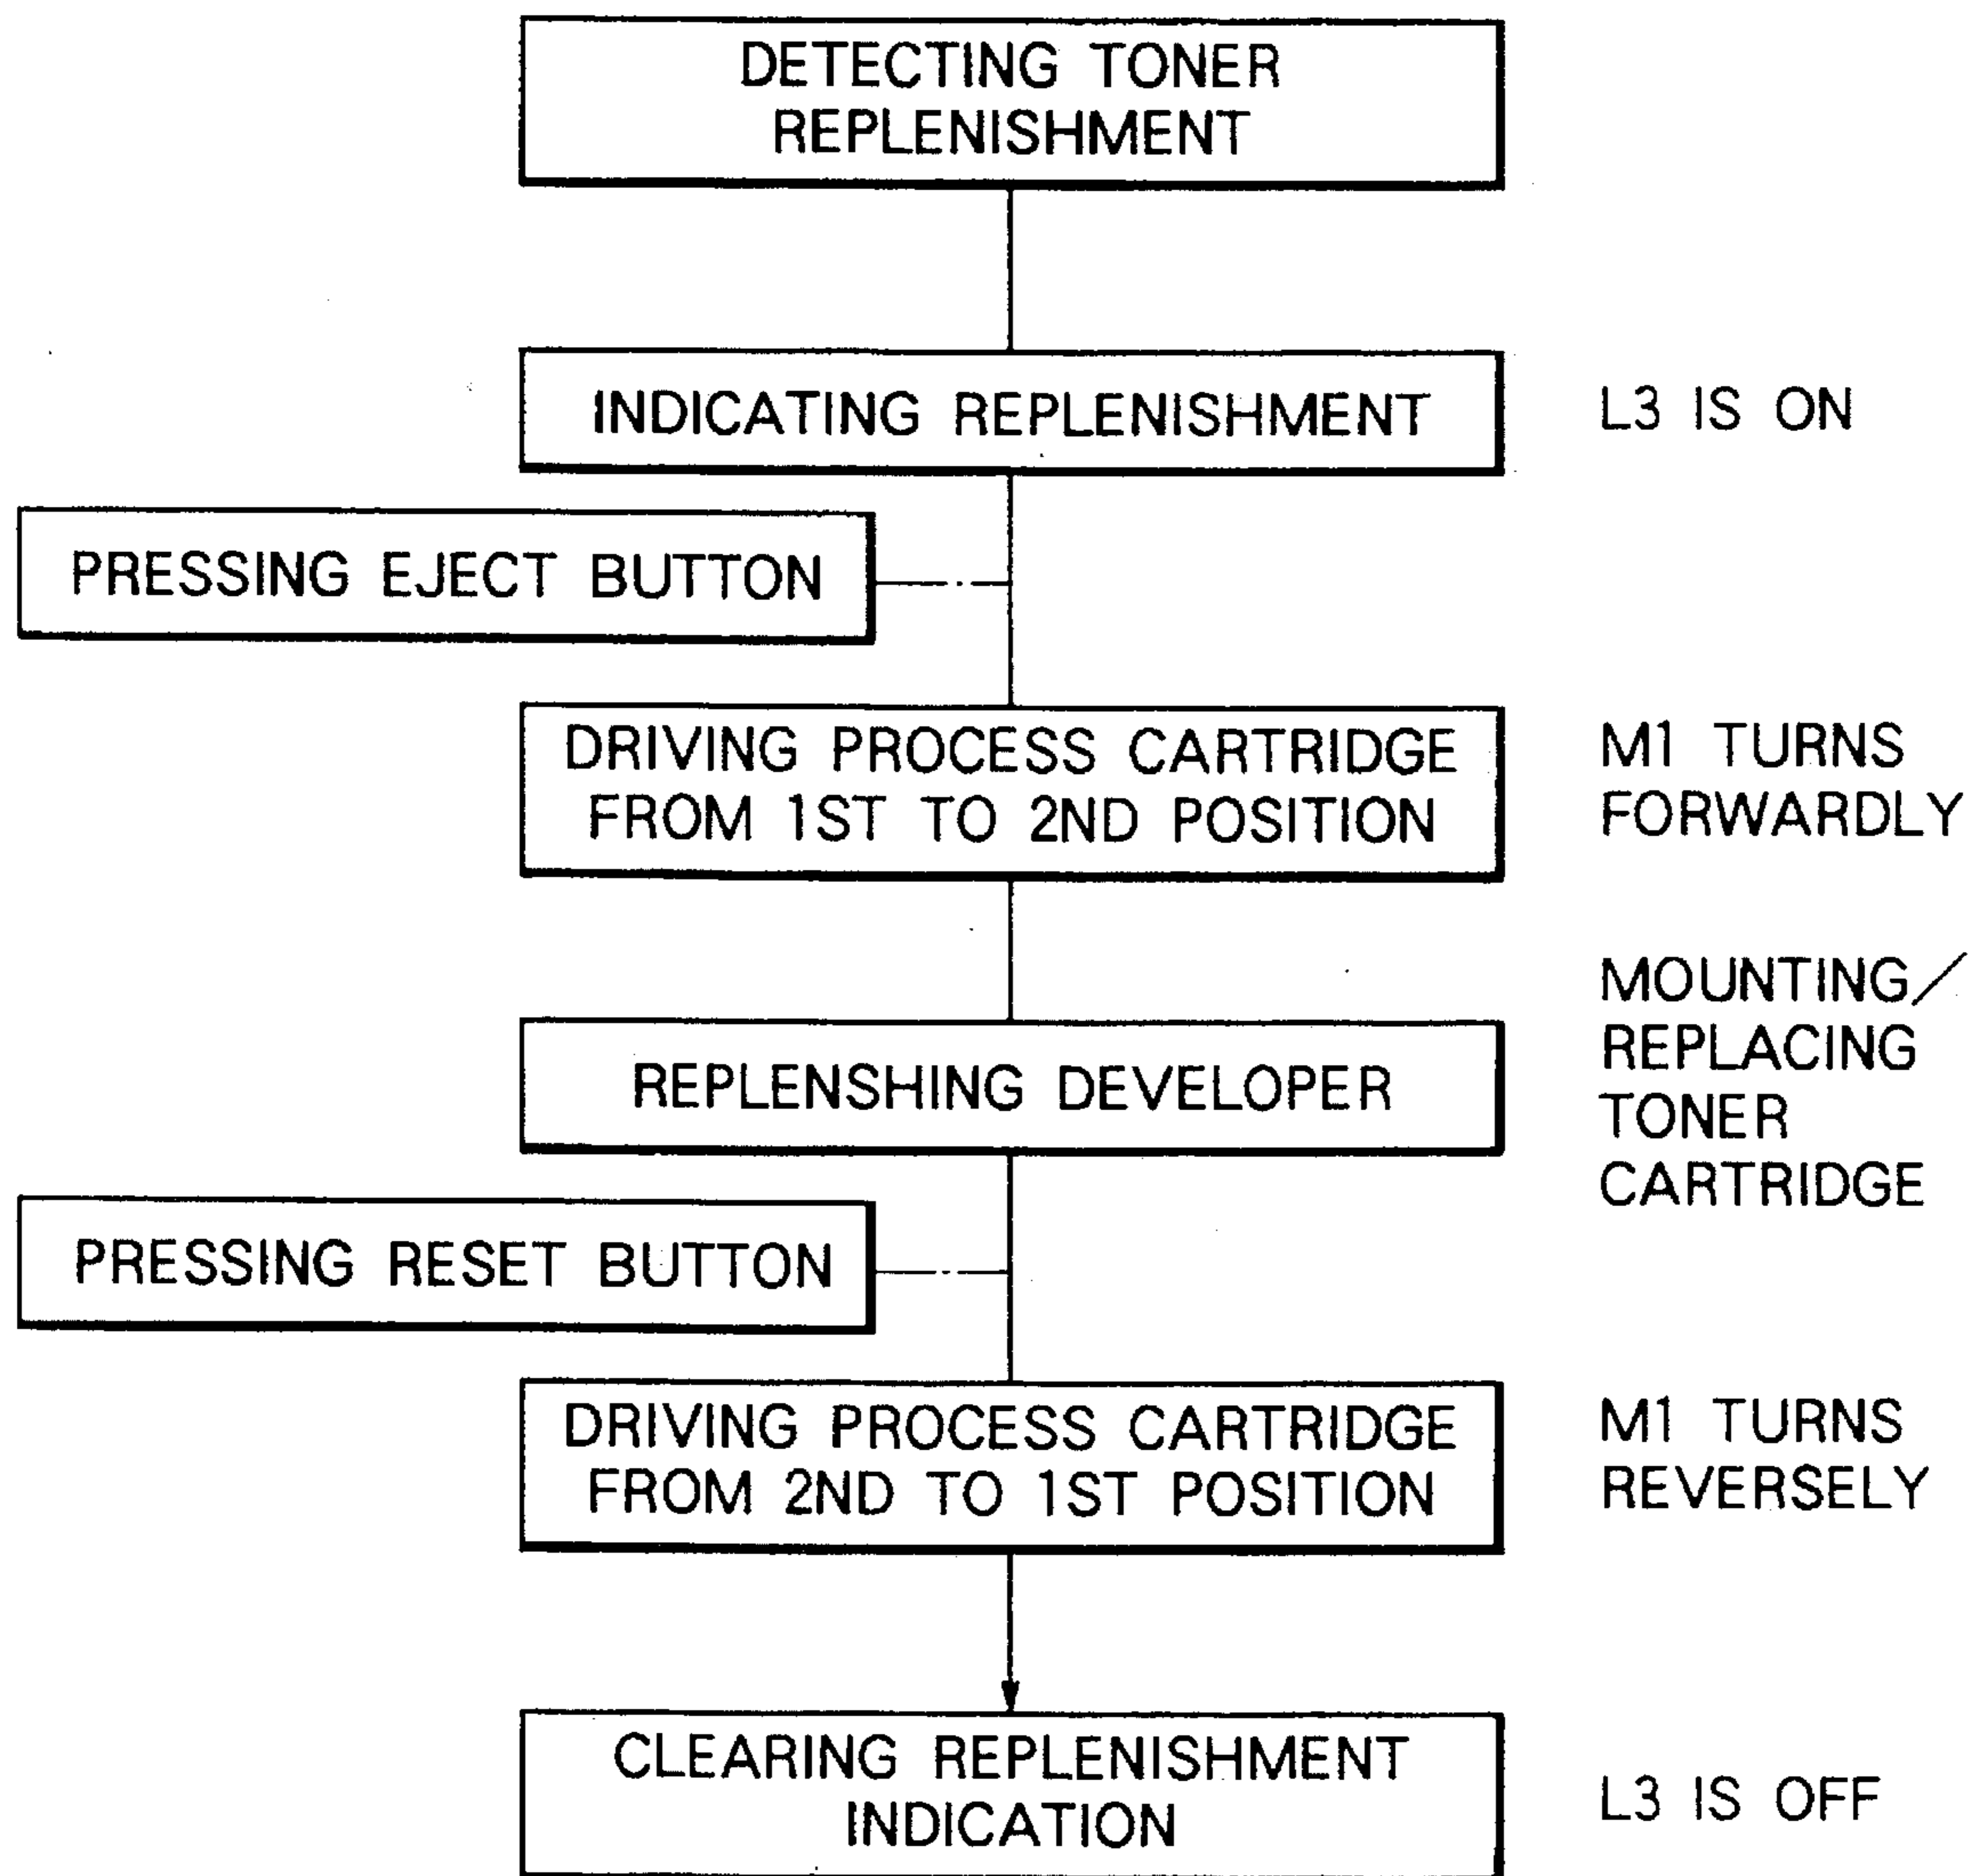 DETECTING TONER
REPLENISHMENT
INDICATING REPLENISHMENT
L3 IS ON
PRESSING EJECT BUTTON
DRIVING PROCESS CARTRIDGE
FROM 1ST TO 2ND POSITION
M1 TURNS
FORWARDLY
REPLENSHING DEVELOPER
MOUNTING/
REPLACING
TONER
CARTRIDGE
PRESSING RESET BUTTON
DRIVING PROCESS CARTRIDGE
FROM 2ND TO 1ST POSITION
M1 TURNS
REVERSELY
CLEARING REPLENISHMENT
INDICATION
L3 IS OFF